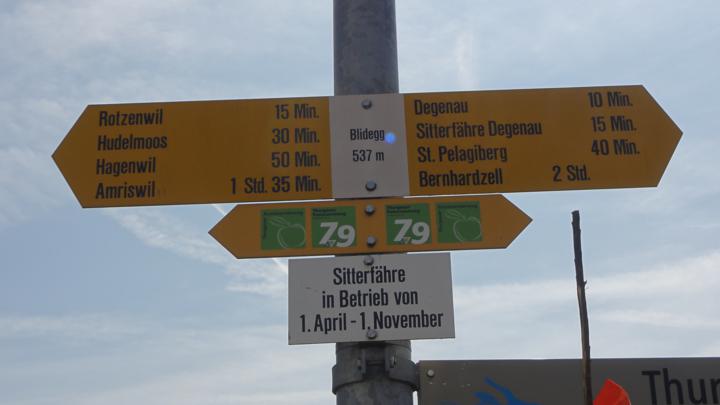 Rotzenwil 15 Min.
Hudelmoos 30 Min.
Hagenwil 50 Min.
Amriswil 1 Std. 35 Min.
Blidegg
537 m
Degenau 10 Min.
Sitterfähre Degenau 15 Min.
St. Pelagiberg 40 Min.
Bernhardzell 2 Std.
79
79
Sitterfähre
in Betrieb von
1. April - 1. November